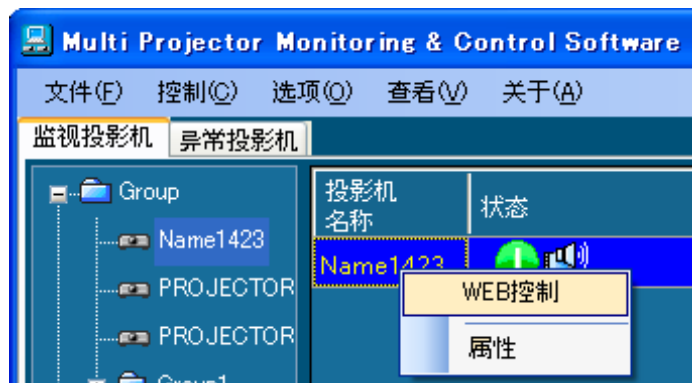 Multi Projector Monitoring & Control Software
文件(F) 控制(C) 选项(O) 查看(V) 关于(A)
监视投影机 异常投影机
Group
Name1423
PROJECTOR
PROJECTOR
Group1
投影机
名称
状态
Name1423
WEB控制
属性